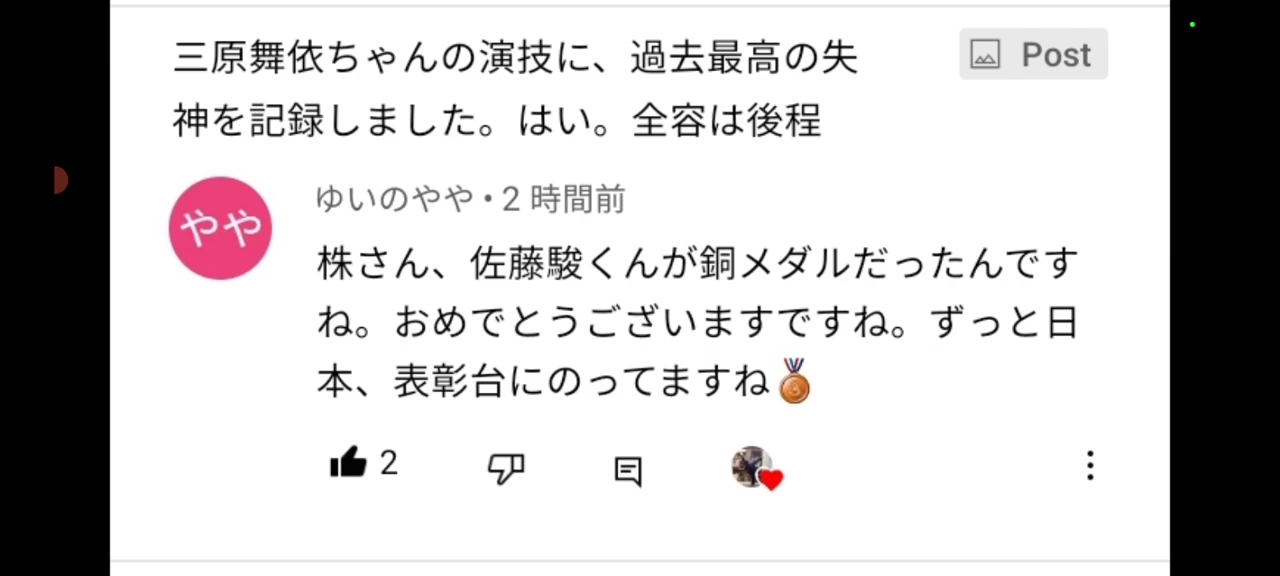 三原舞依ちゃんの演技に、過去最高の失
Post
神を記録しました。はい。全容は後程
やや
ゆいのやや・2 時間前
株さん、佐藤駿くんが銅メダルだったんです
ね。おめでとうございますですね。ずっと日
本、表彰台にのってますね🥉
2